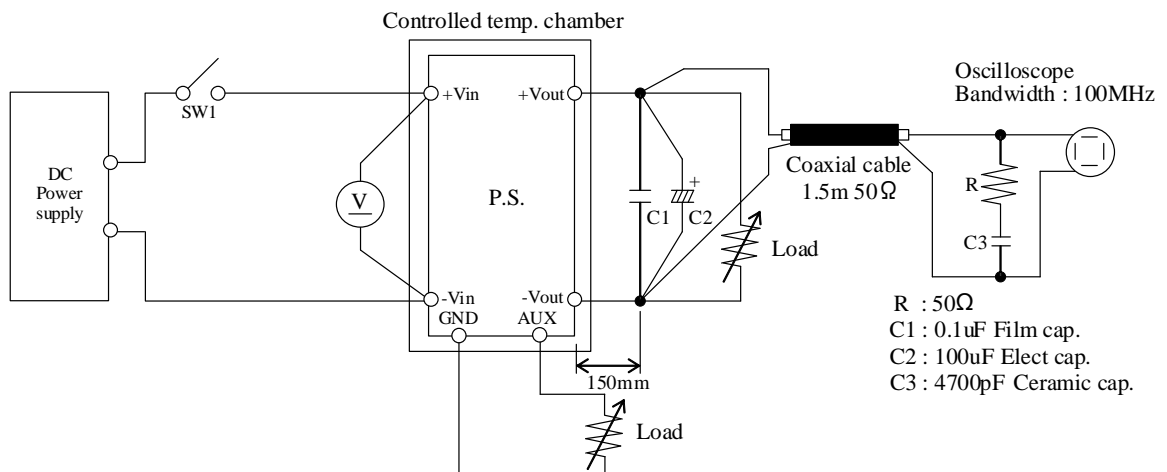 Controlled temp. chamber
Oscilloscope
Bandwidth : 100MHz
SW1
+Vin
+Vout
DC
Power
supply
V
P.S.
+
C1
C2
Coaxial cable
1.5m 50Ω
R
C3
Load
-Vin
-Vout
GND
AUX
150mm
R : 50Ω
C1 : 0.1uF Film cap.
C2 : 100uF Elect cap.
C3 : 4700pF Ceramic cap.
Load